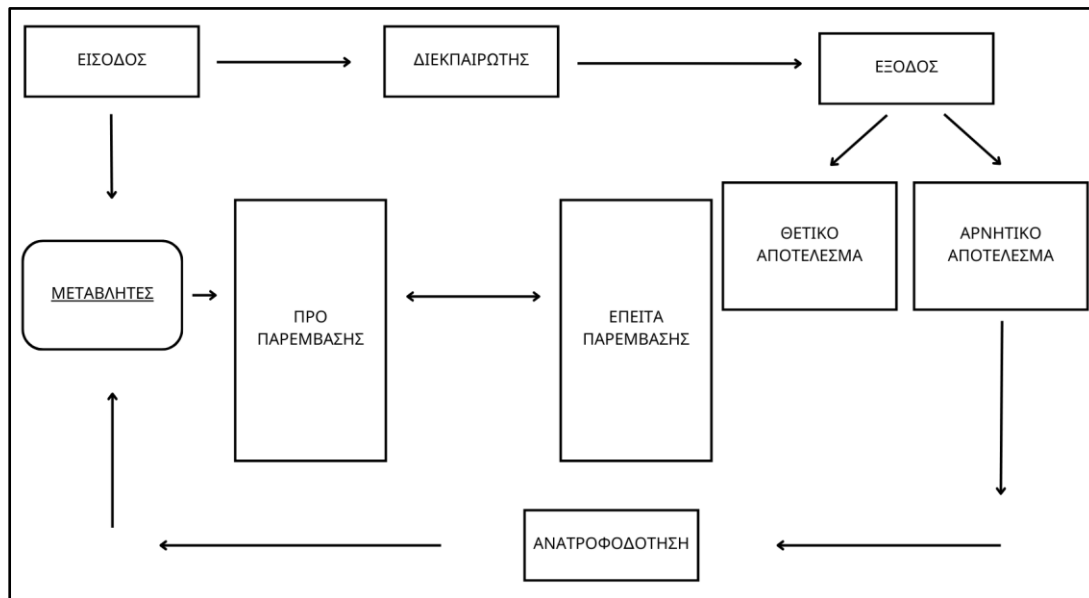 ΕΙΣΟΔΟΣ
ΔΙΕΚΠΑΙΡΩΤΗΣ
ΕΞΟΔΟΣ
ΘΕΤΙΚΟ
ΑΠΟΤΕΛΕΣΜΑ
ΑΡΝΗΤΙΚΟ
ΑΠΟΤΕΛΕΣΜΑ
ΜΕΤΑΒΛΗΤΕΣ
ΠΡΟ
ΠΑΡΕΜΒΑΣΗΣ
ΕΠΕΙΤΑ
ΠΑΡΕΜΒΑΣΗΣ
ΑΝΑΤΡΟΦΟΔΟΤΗΣΗ